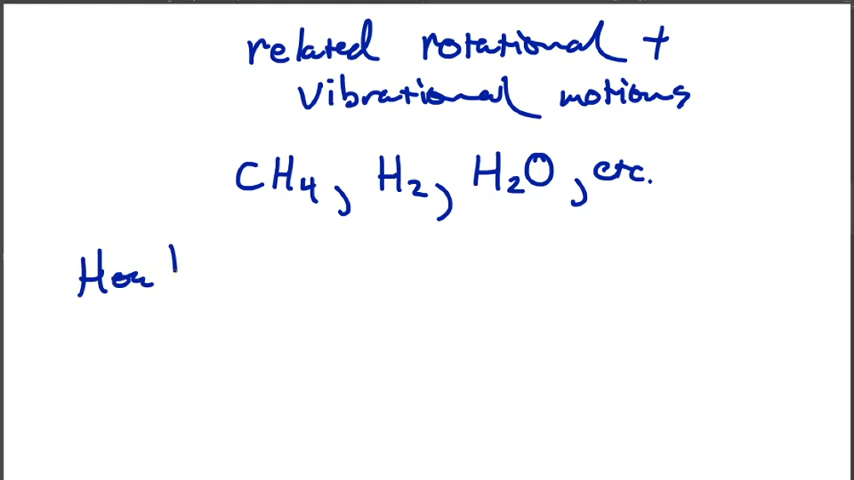 related rotational +
vibrational motions
CH4, H2, H2O, etc.